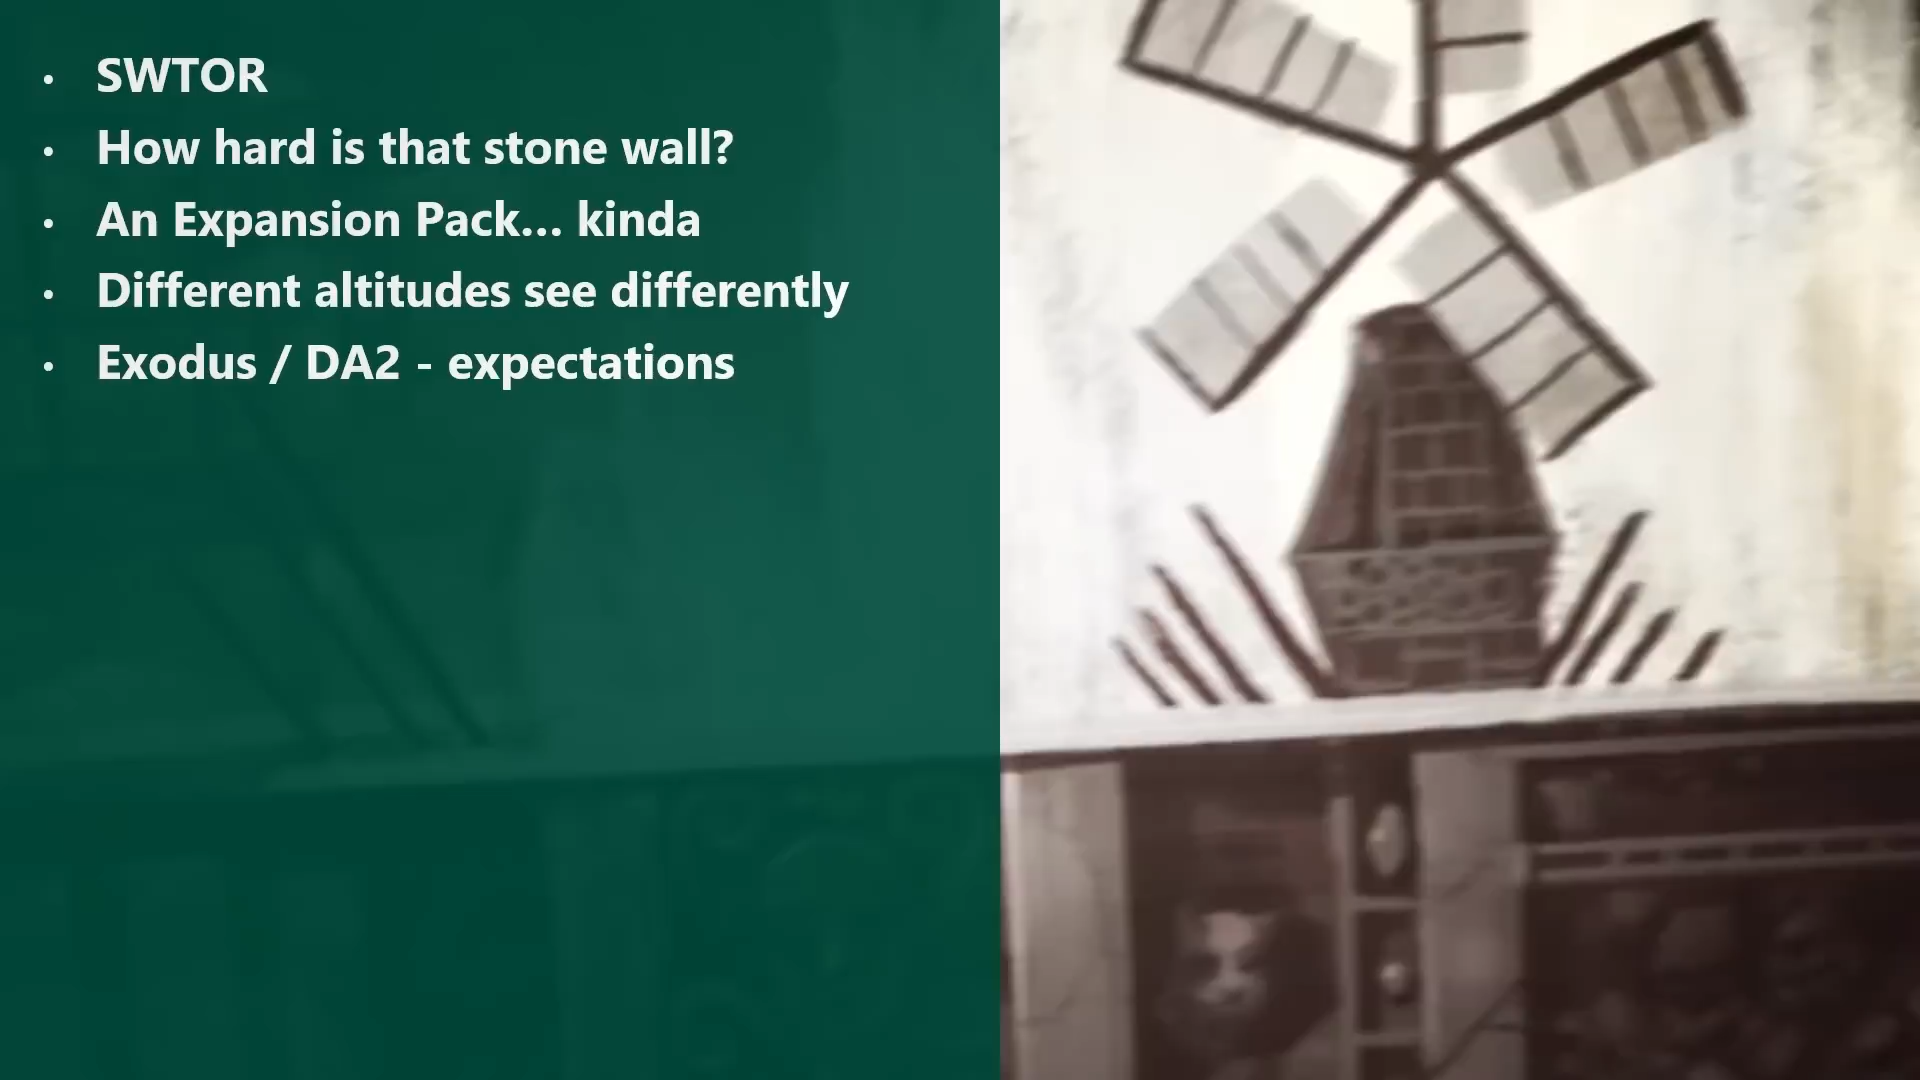 SWTOR
How hard is that stone wall?
An Expansion Pack... kinda
Different altitudes see differently
Exodus / DA2 - expectations